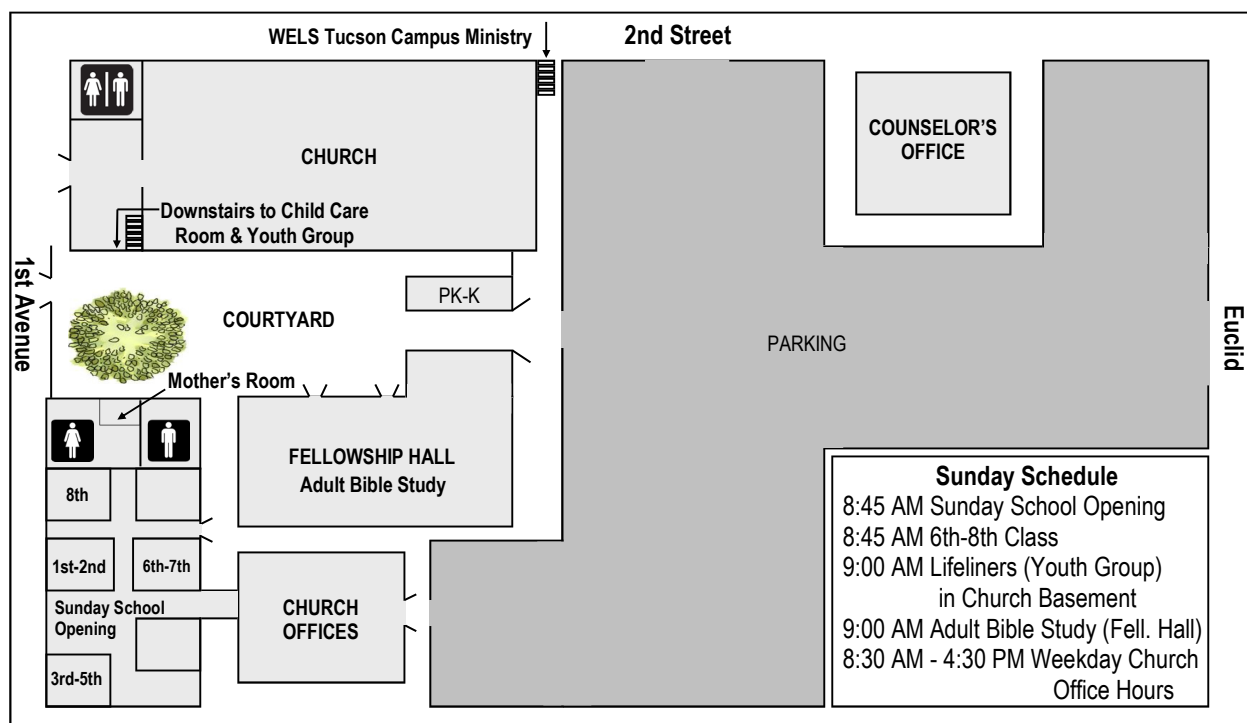 WELS Tucson Campus Ministry
2nd Street
CHURCH
COUNSELOR'S
OFFICE
Downstairs to Child Care
Room & Youth Group
1st Avenue
PK-K
COURTYARD
PARKING
Euclid
Mother's Room
FELLOWSHIP HALL
Adult Bible Study
8th
1st-2nd
6th-7th
Sunday School
Opening
3rd-5th
CHURCH
OFFICES
Sunday Schedule
8:45 AM Sunday School Opening
8:45 AM 6th-8th Class
9:00 AM Lifeliners (Youth Group)
in Church Basement
9:00 AM Adult Bible Study (Fell. Hall)
8:30 AM - 4:30 PM Weekday Church
Office Hours